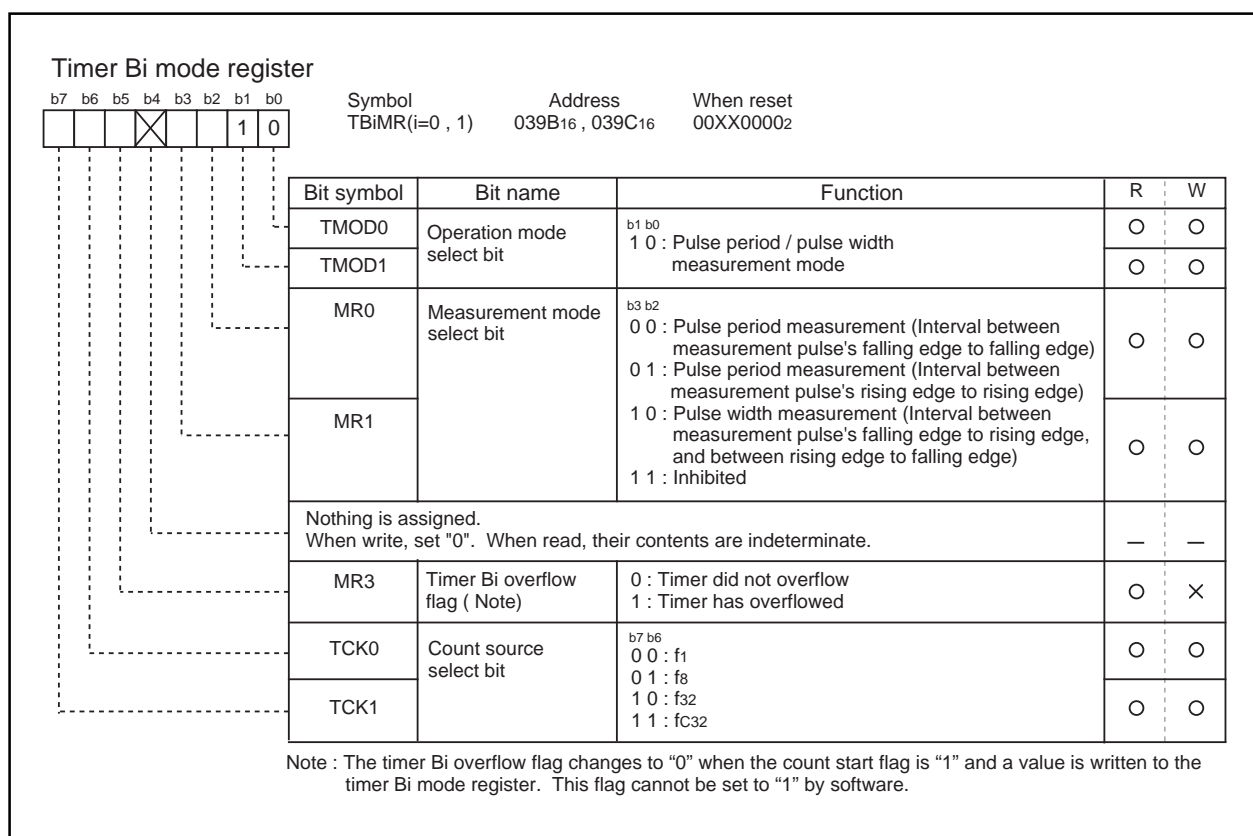 Timer Bi mode register
b7 b6 b5 b4 b3 b2 b1 b0
1 0
Symbol Address When reset
TBiMR(i=0 , 1) 039B16 , 039C16 00XX00002
Bit symbol Bit name Function R W
TMOD0
TMOD1
Operation mode
select bit
b1 b0
1 0 : Pulse period / pulse width
measurement mode
MR0
MR1
Measurement mode
select bit
b3 b2
0 0 : Pulse period measurement (Interval between
measurement pulse's falling edge to falling edge)
0 1 : Pulse period measurement (Interval between
measurement pulse's rising edge to rising edge)
1 0 : Pulse width measurement (Interval between
measurement pulse's falling edge to rising edge,
and between rising edge to falling edge)
1 1 : Inhibited
Nothing is assigned.
When write, set "0". When read, their contents are indeterminate.
MR3
Timer Bi overflow
flag ( Note)
0 : Timer did not overflow
1 : Timer has overflowed
TCK0
TCK1
Count source
select bit
b7 b6
0 0 : f1
0 1 : f8
1 0 : f32
1 1 : fC32
Note : The timer Bi overflow flag changes to “0” when the count start flag is “1” and a value is written to the
timer Bi mode register. This flag cannot be set to “1” by software.